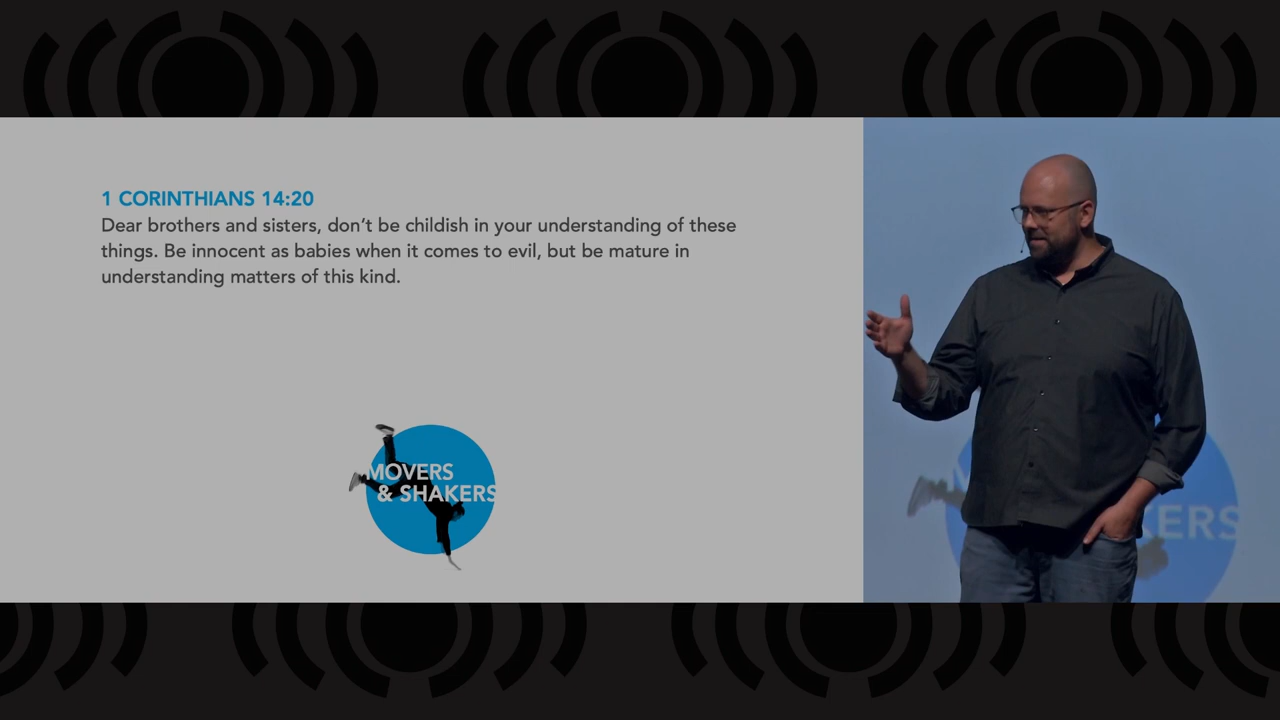 1 CORINTHIANS 14:20
Dear brothers and sisters, don’t be childish in your understanding of these
things. Be innocent as babies when it comes to evil, but be mature in
understanding matters of this kind.
MOVERS
& SHAKERS
KERS